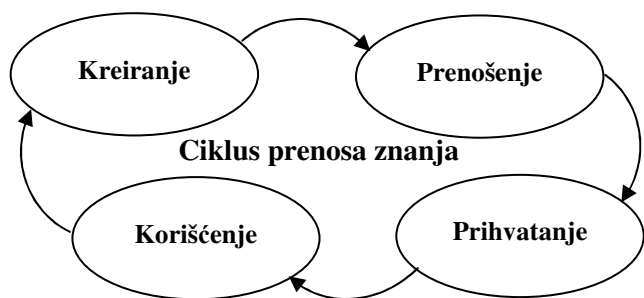 Kreiranje
Prenošenje
Ciklus prenosa znanja
Korišćenje
Prihvatanje